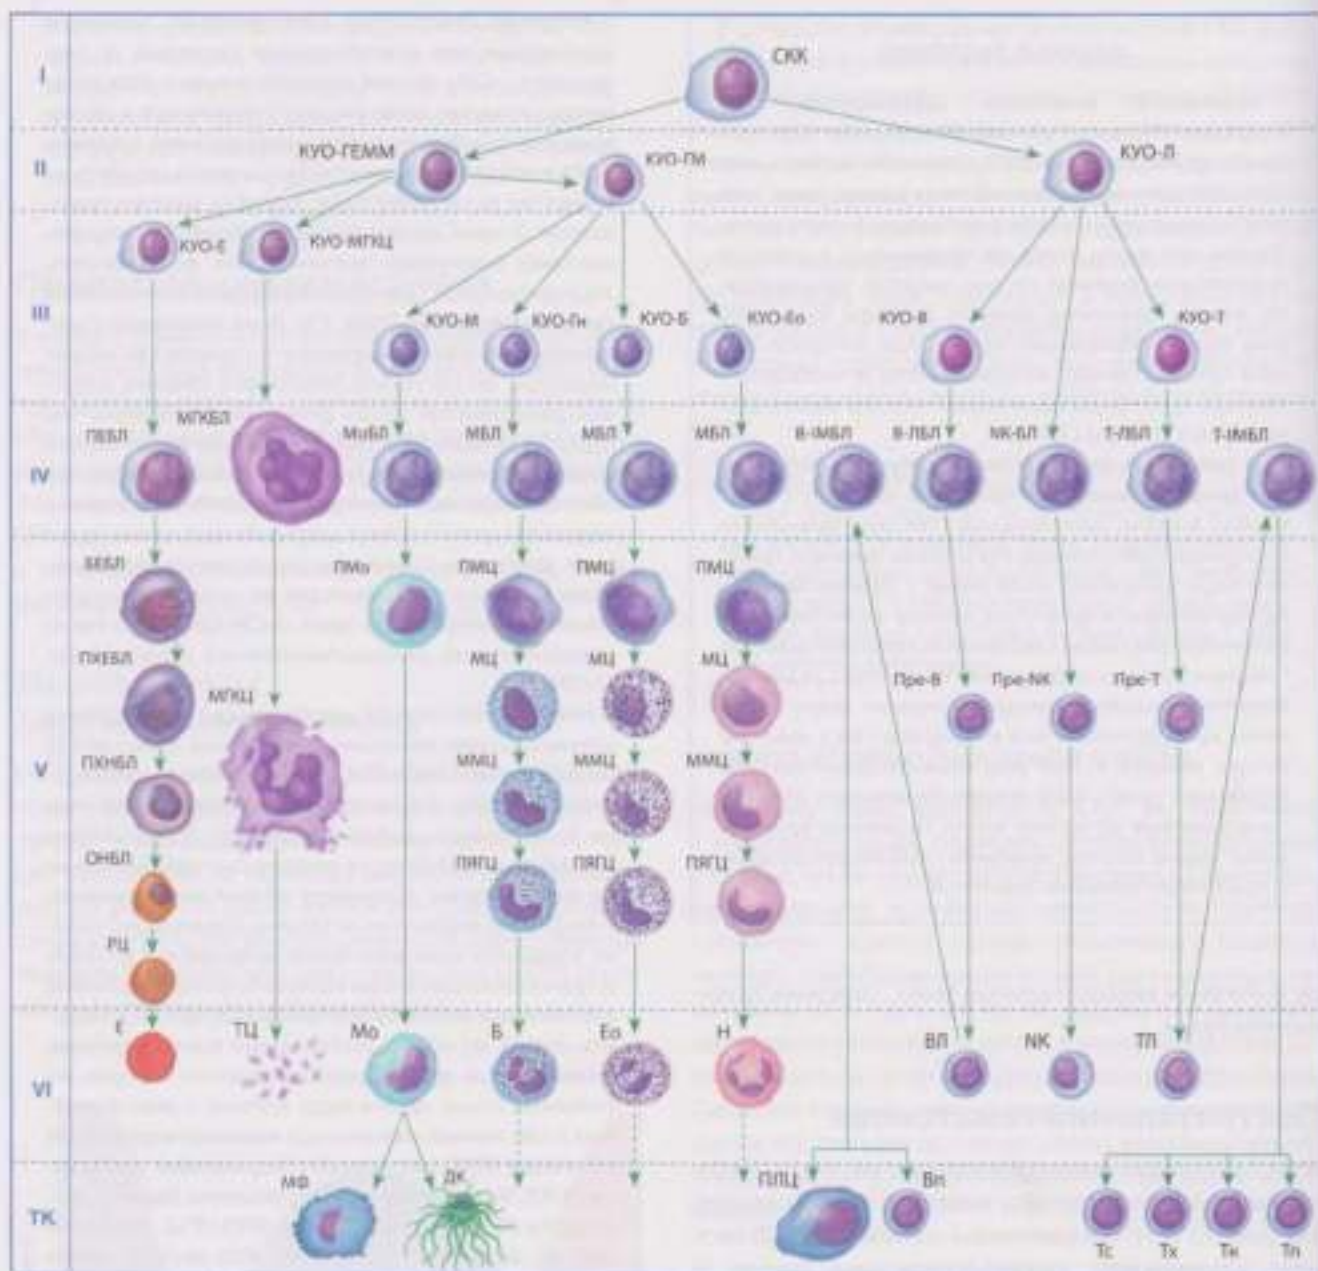 I
СКК
II
КУО-ГЕММ
КУО-ГМ
КУО-Л
КУО-Е
КУО-МГКЦ
III
КУО-М
КУО-Гн
КУО-Б
КУО-Ео
КУО-В
КУО-Т
IV
ПЕБЛ
МГКБЛ
МоБЛ
МБЛ
МБЛ
МБЛ
В-ІМБЛ
В-ЛБЛ
NK-БЛ
Т-ЛБЛ
Т-ІМБЛ
БЕБЛ
ПМо
ПМЦ
ПМЦ
ПМЦ
ПХЕБЛ
МГКЦ
МЦ
МЦ
МЦ
Пре-В
Пре-NK
Пре-Т
V
ПХНБЛ
ММЦ
ММЦ
ММЦ
ОНБЛ
ПЯГЦ
ПЯГЦ
ПЯГЦ
РЦ
Е
ТЦ
Мо
Б
Ео
Н
ВЛ
NK
ТЛ
VI
МФ
ДК
ПЛЦ
Вп
ТК
Тс
Тх
Тк
Тп